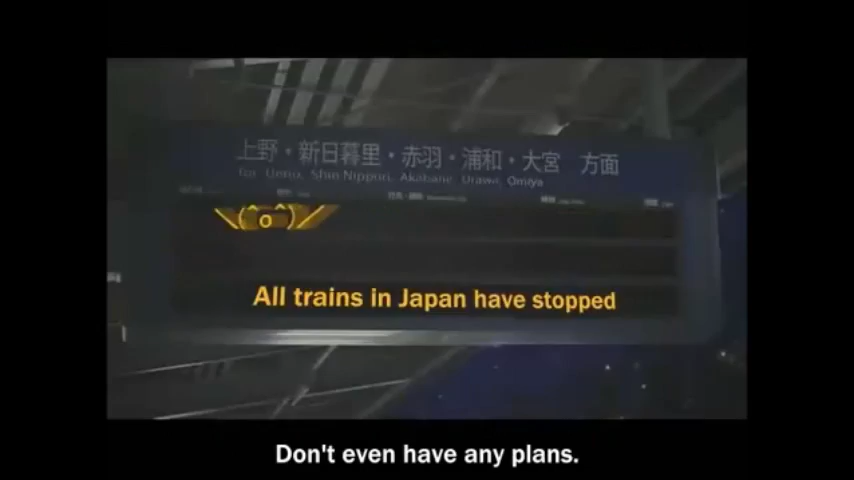 上野・新日暮里・赤羽・浦和・大宮 方面
for Ueno, Shin-Nippori, Akabane, Urawa, Omiya
All trains in Japan have stopped
Don't even have any plans.